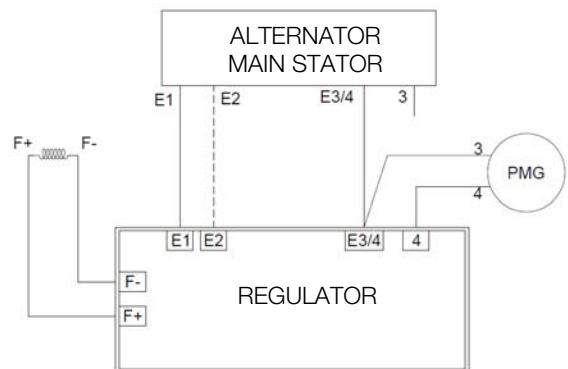 ALTERNATOR
MAIN STATOR
E1 E2 E3/4 3
F+ F-
3
PMG
4
E1 E2 E3/4 4
F-
REGULATOR
F+